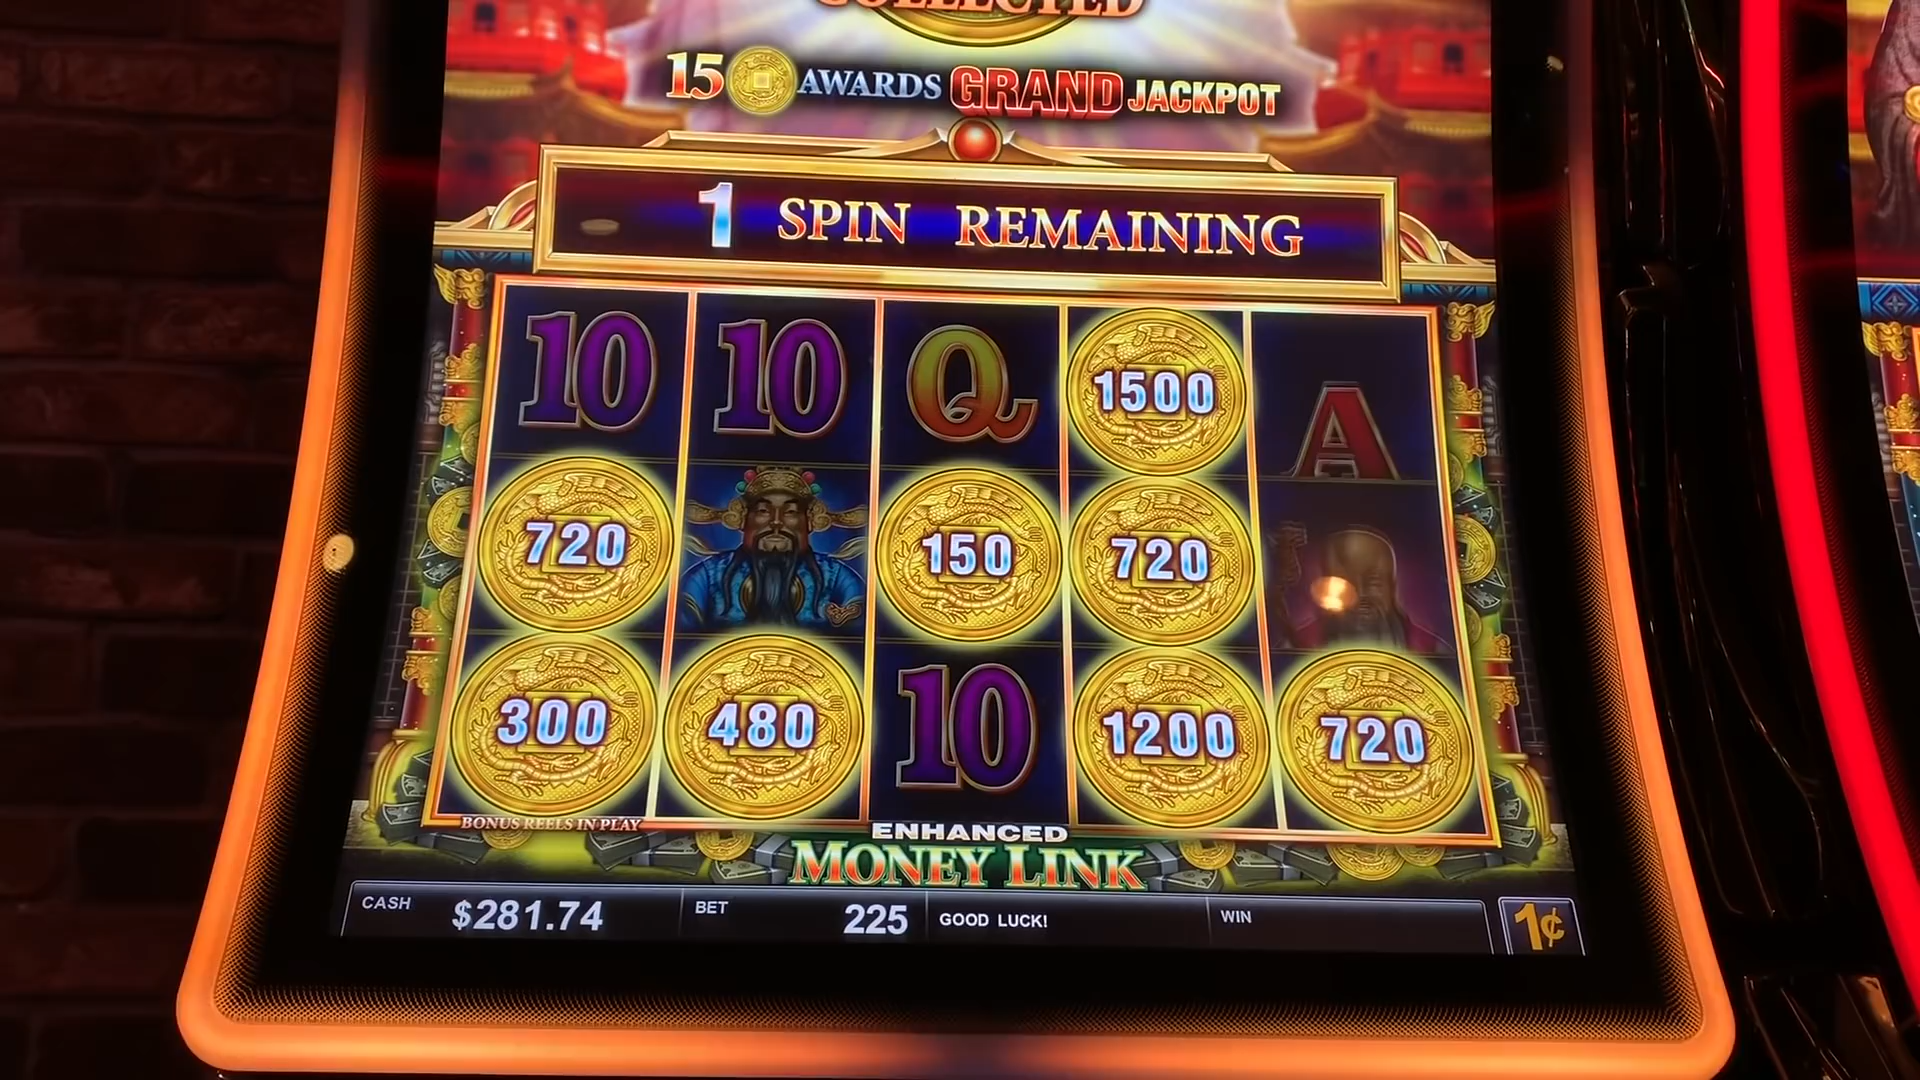 COLLECTED
15 AWARDS GRAND JACKPOT
1 SPIN REMAINING
10 10 Q 1500 A
720 150 720
300 480 10 1200 720
BONUS REELS IN PLAY
ENHANCED
MONEY LINK
CASH $281.74 BET 225 GOOD LUCK! WIN 1¢